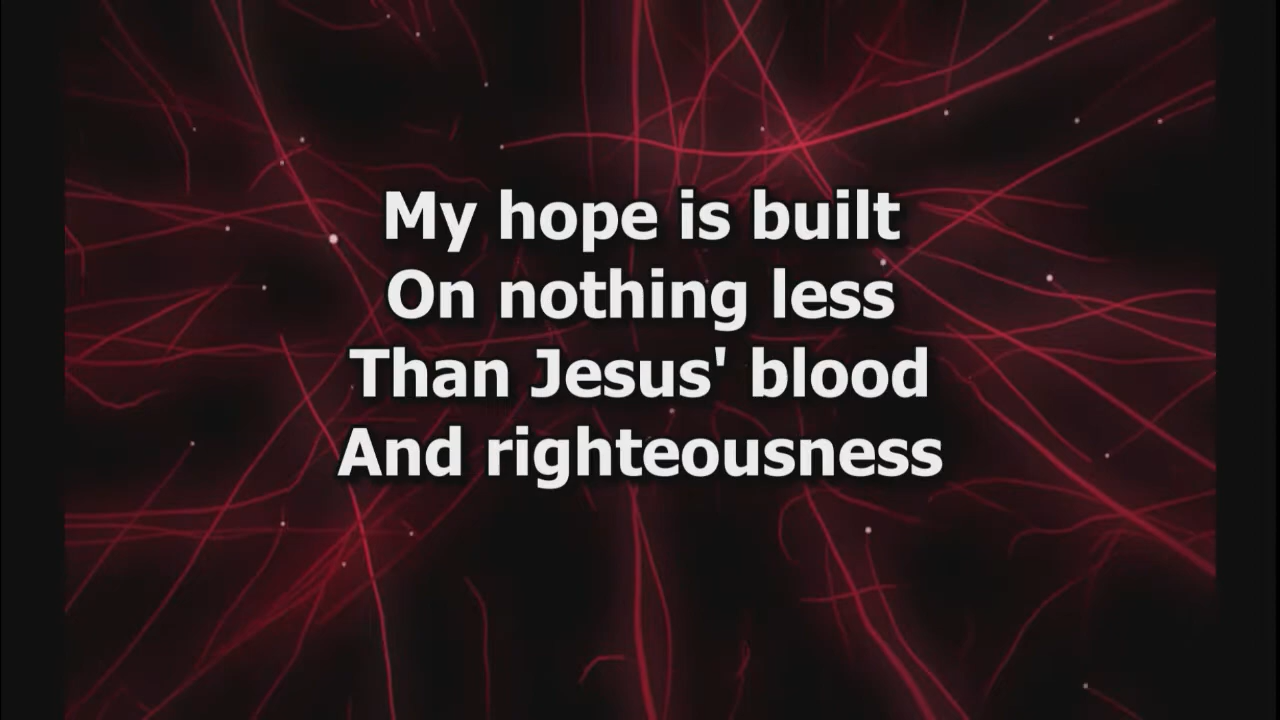 My hope is built
On nothing less
Than Jesus' blood
And righteousness